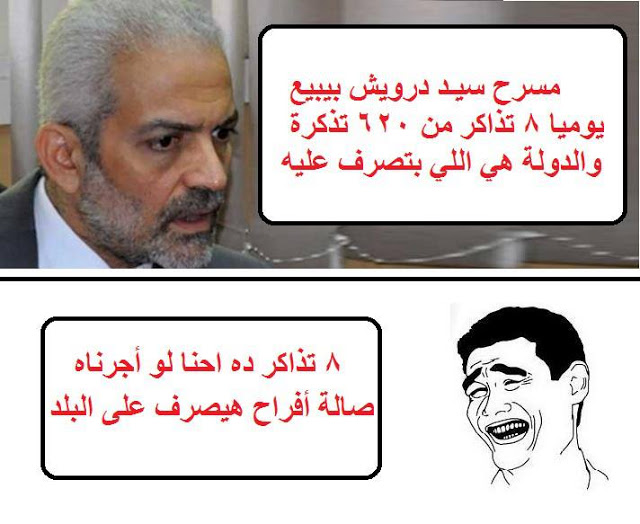 مسرح سيد درويش بيبيع
يوميا ٨ تذاكر من ٦٢٠ تذكرة
والدولة هي اللي بتصرف عليه
٨ تذاكر ده احنا لو أجرناه
صالة أفراح هيصرف على البلد